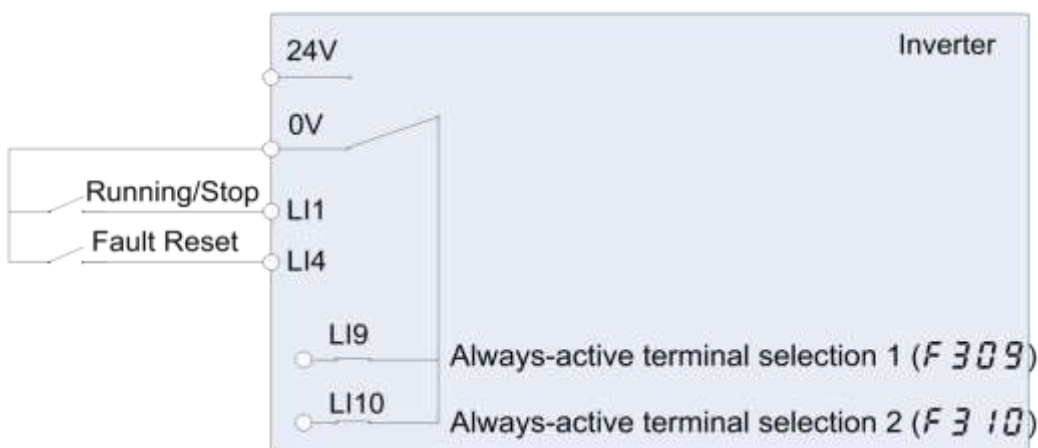 24V
Inverter
0V
Running/Stop
LI1
Fault Reset
LI4
LI9
Always-active terminal selection 1 (F309)
LI10
Always-active terminal selection 2 (F310)